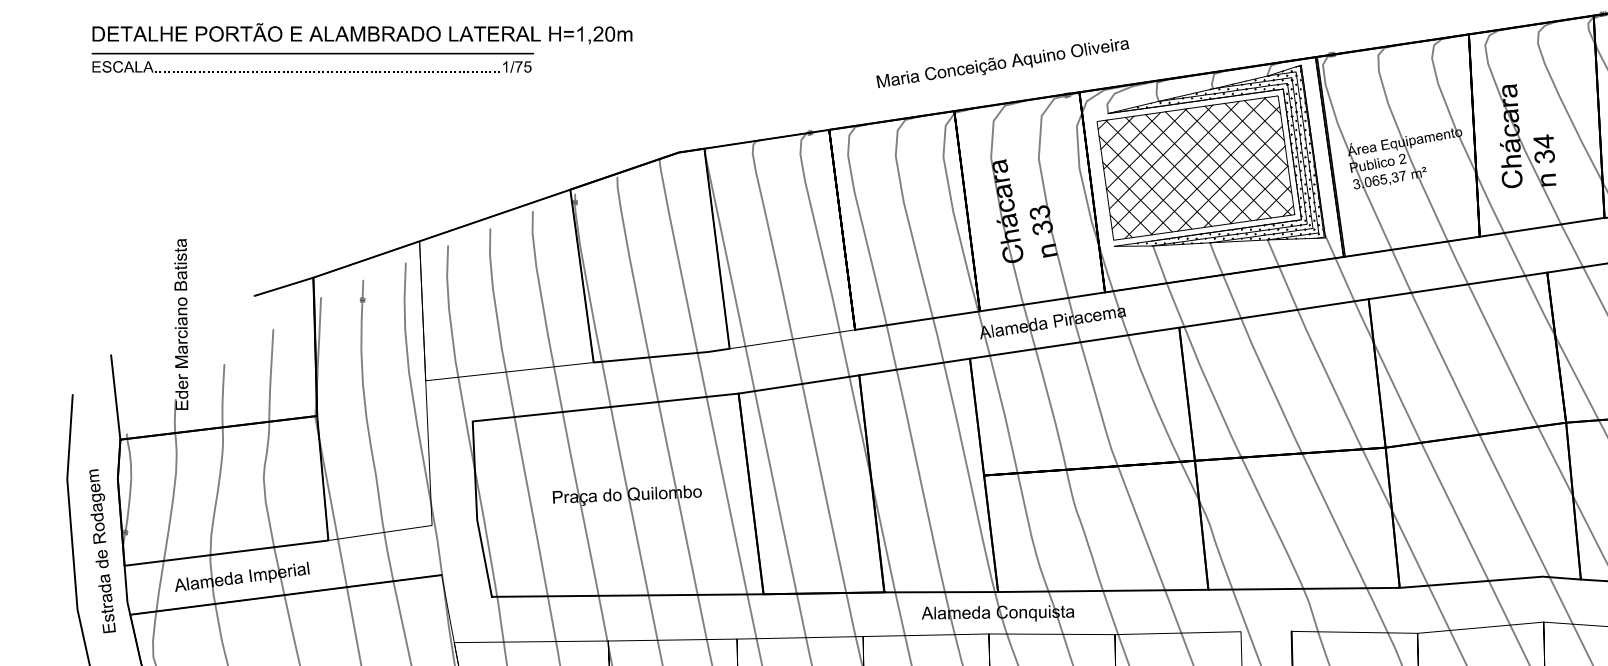 DETALHE PORTÃO E ALAMBRADO LATERAL H=1,20m
ESCALA....................................................................................1/75
Maria Conceição Aquino Oliveira
Chácara
n 34
Área Equipamento
Publico 2
3.065,37 m²
Chácara
n 33
Eder Marciano Batista
Alameda Piracema
Praça do Quilombo
Estrada de Rodagem
Alameda Imperial
Alameda Conquista